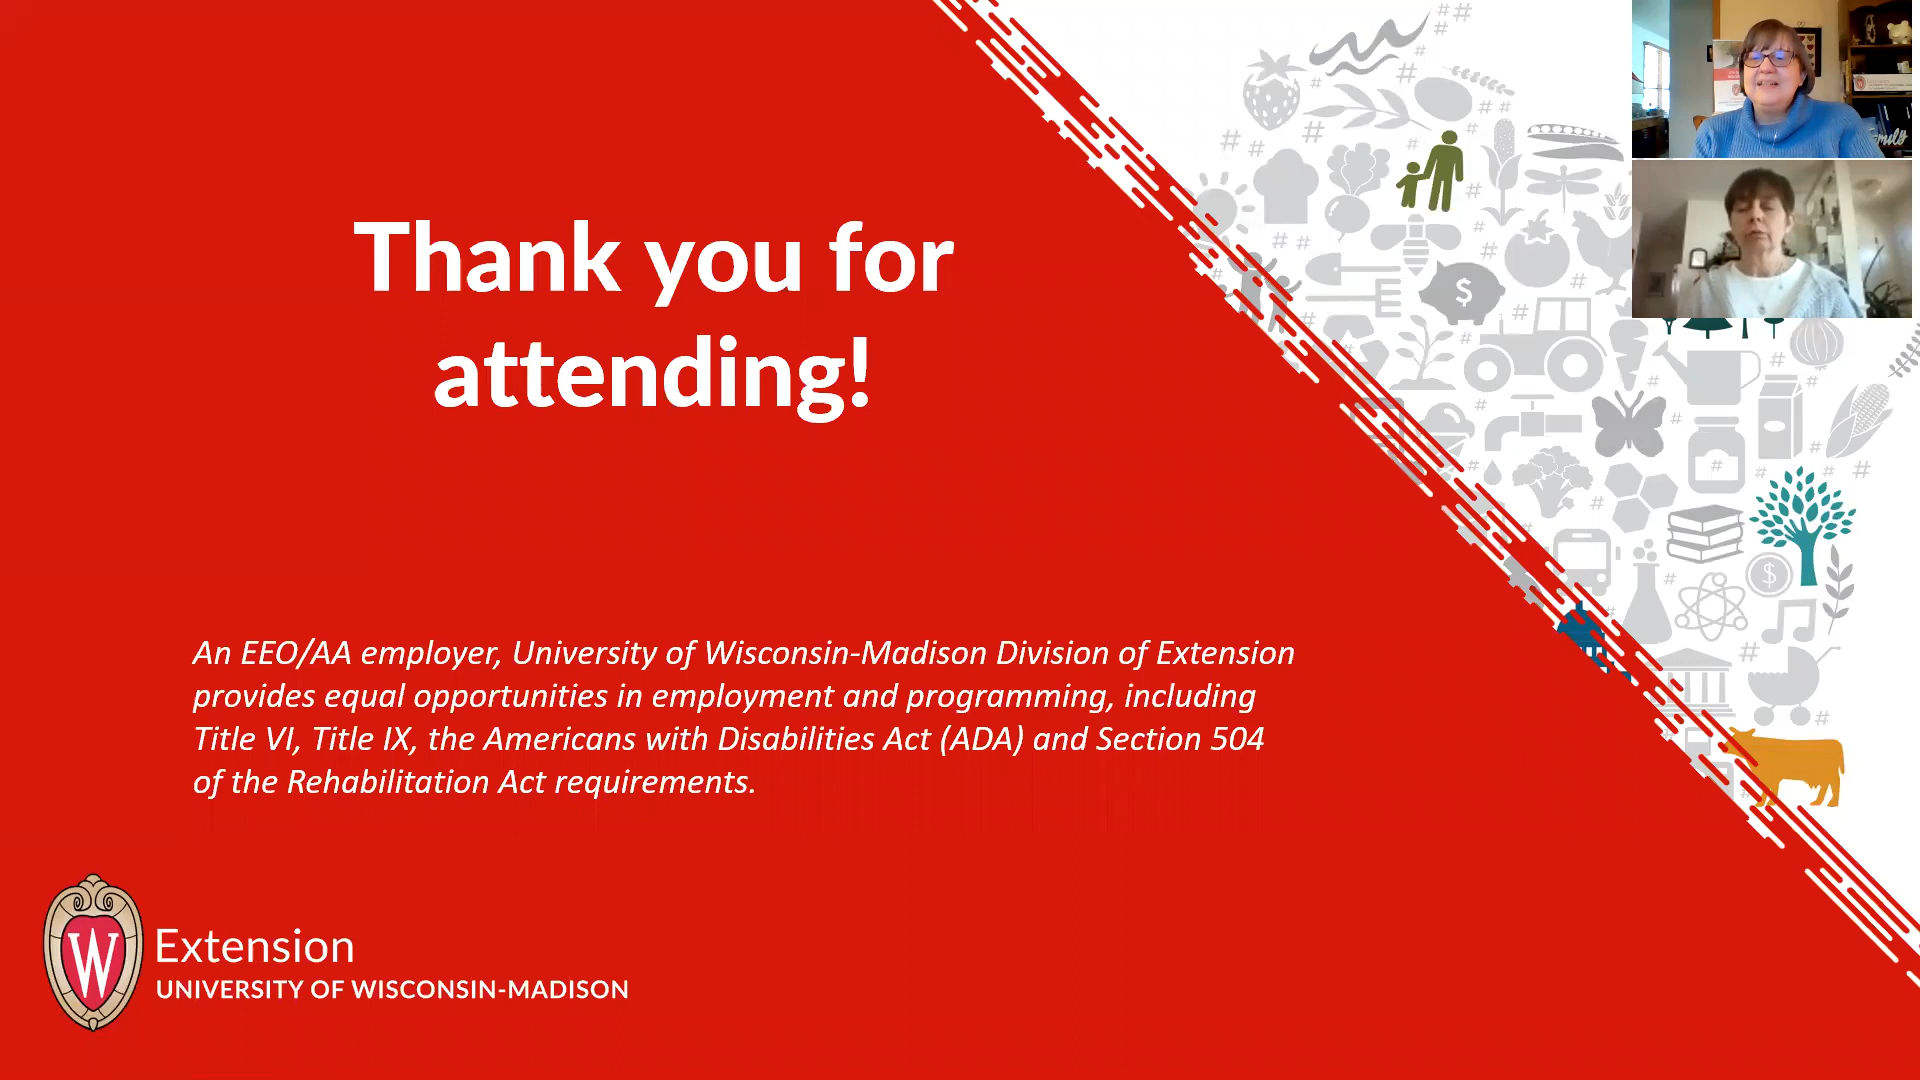 Thank you for
attending!
An EEO/AA employer, University of Wisconsin-Madison Division of Extension
provides equal opportunities in employment and programming, including
Title VI, Title IX, the Americans with Disabilities Act (ADA) and Section 504
of the Rehabilitation Act requirements.
W
Extension
UNIVERSITY OF WISCONSIN-MADISON
Extension